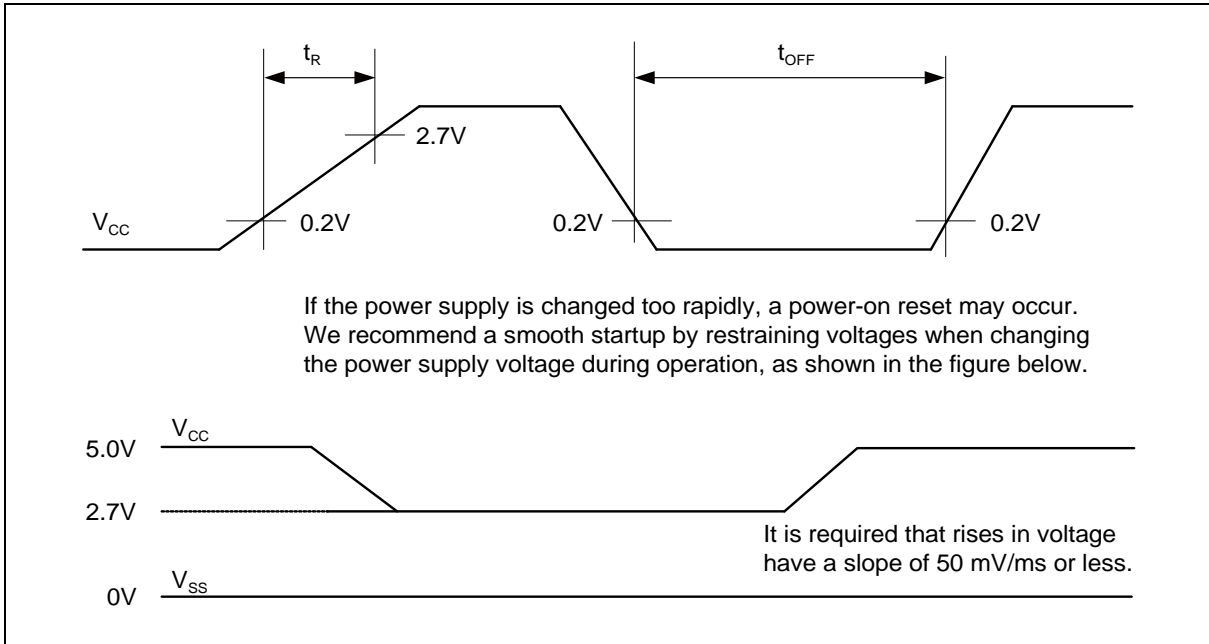 tR
tOFF
2.7V
VCC
0.2V
0.2V
0.2V
If the power supply is changed too rapidly, a power-on reset may occur.
We recommend a smooth startup by restraining voltages when changing
the power supply voltage during operation, as shown in the figure below.
VCC
5.0V
2.7V
It is required that rises in voltage
have a slope of 50 mV/ms or less.
VSS
0V